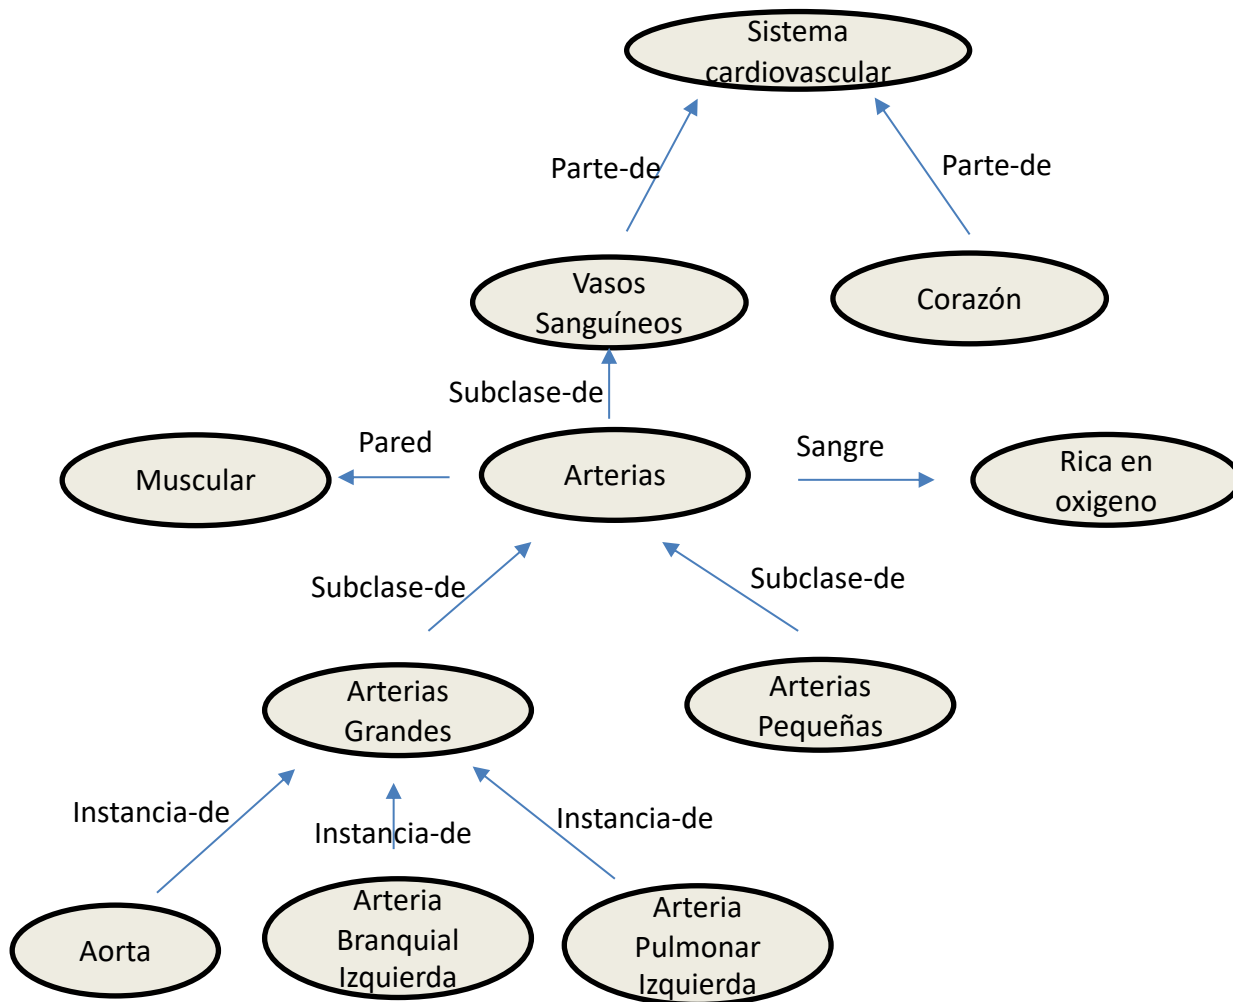 Sistema
cardiovascular
Parte-de
Parte-de
Vasos
Sanguíneos
Corazón
Subclase-de
Pared
Sangre
Muscular
Arterias
Rica en
oxigeno
Subclase-de
Subclase-de
Arterias
Grandes
Arterias
Pequeñas
Instancia-de
Instancia-de
Instancia-de
Aorta
Arteria
Branquial
Izquierda
Arteria
Pulmonar
Izquierda